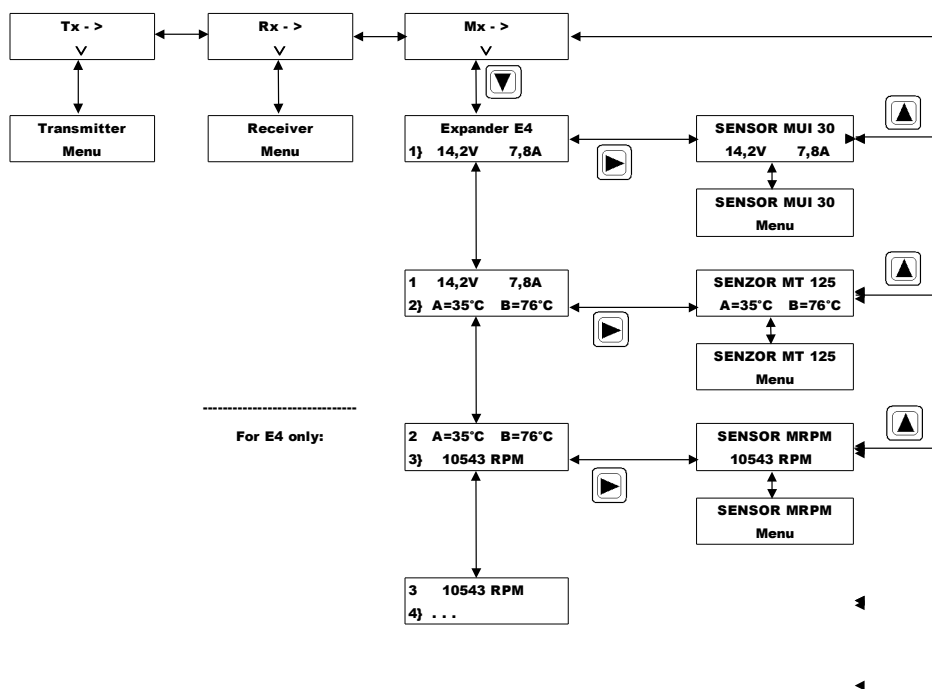 Tx - >
V
Rx - >
V
Mx - >
V
Transmitter
Menu
Receiver
Menu
Expander E4
1} 14,2V 7,8A
SENSOR MUI 30
14,2V 7,8A
SENSOR MUI 30
Menu
1 14,2V 7,8A
2} A=35°C B=76°C
SENZOR MT 125
A=35°C B=76°C
SENZOR MT 125
Menu
--------------------------------
For E4 only:
2 A=35°C B=76°C
3} 10543 RPM
SENSOR MRPM
10543 RPM
SENSOR MRPM
Menu
3 10543 RPM
4} . . .